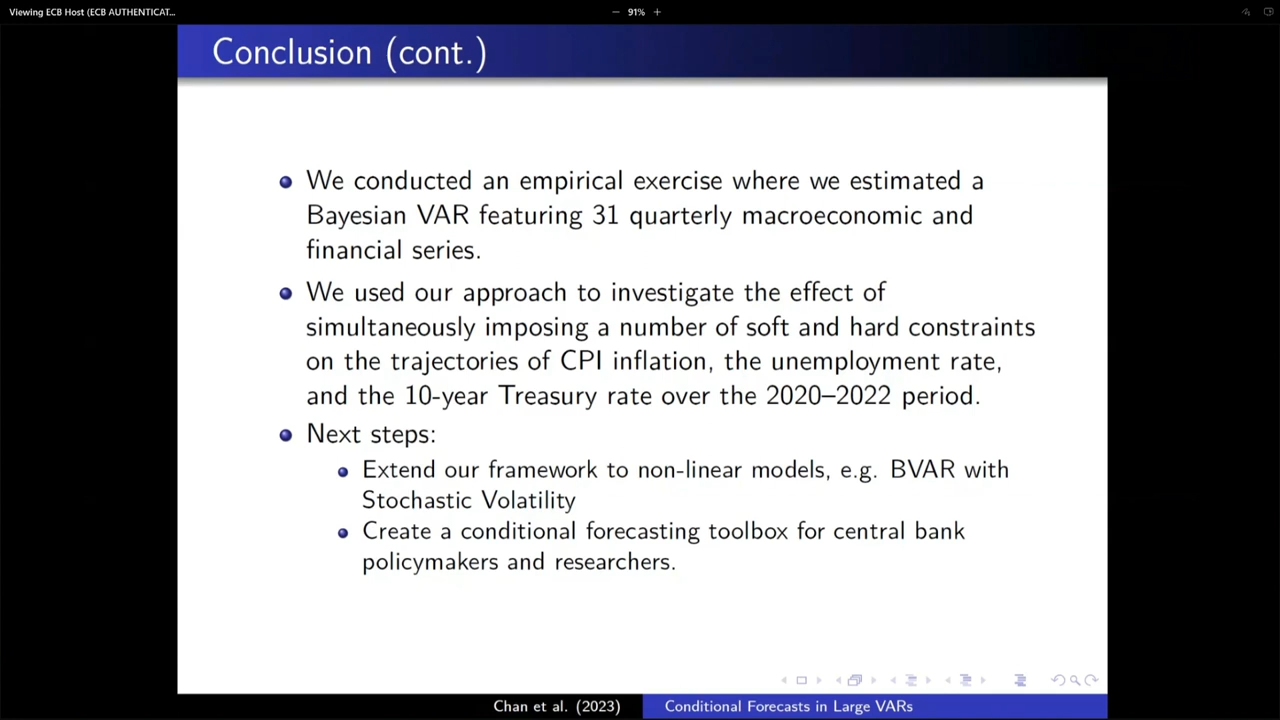 Viewing ECB Host (ECB AUTHENTICAT...
− 91% +
Conclusion (cont.)
We conducted an empirical exercise where we estimated a
Bayesian VAR featuring 31 quarterly macroeconomic and
financial series.
We used our approach to investigate the effect of
simultaneously imposing a number of soft and hard constraints
on the trajectories of CPI inflation, the unemployment rate,
and the 10-year Treasury rate over the 2020–2022 period.
Next steps:
Extend our framework to non-linear models, e.g. BVAR with
Stochastic Volatility
Create a conditional forecasting toolbox for central bank
policymakers and researchers.
Chan et al. (2023) Conditional Forecasts in Large VARs